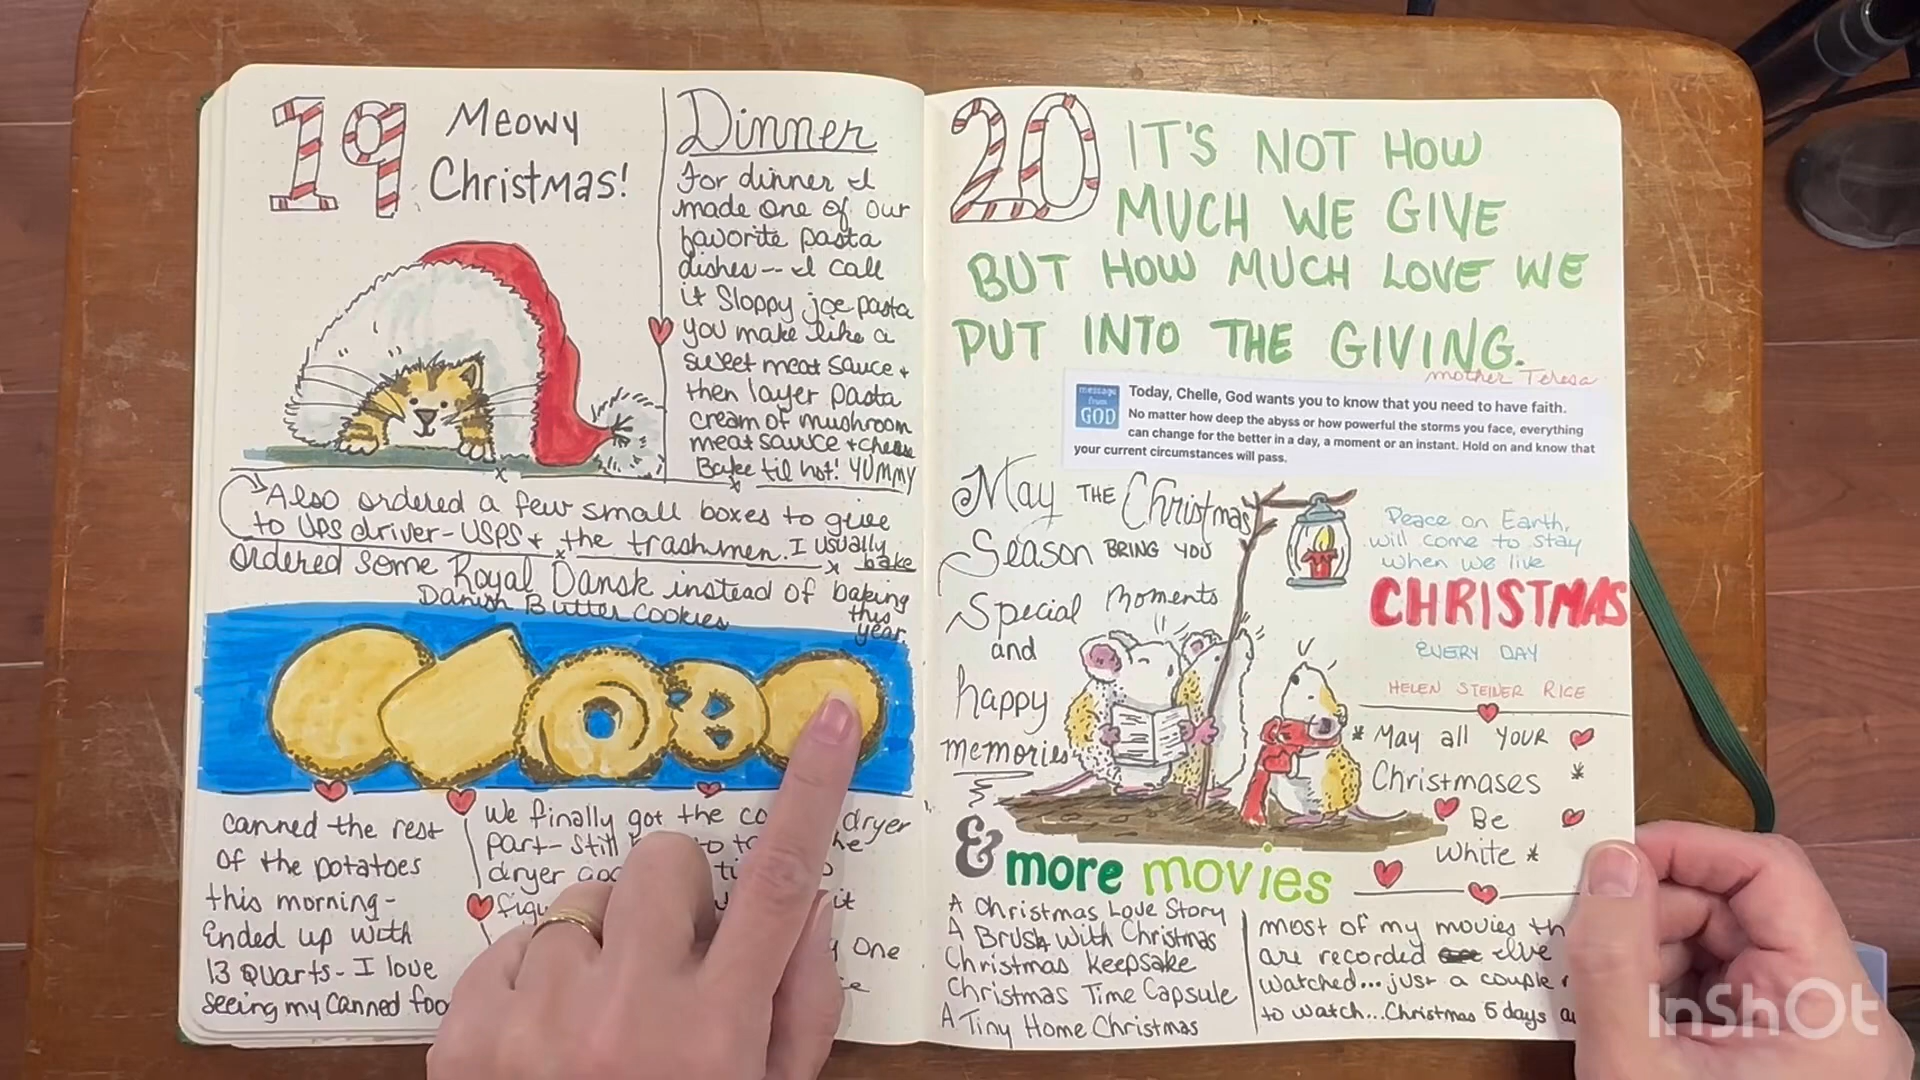 19 Meowy
Christmas!
Dinner
For dinner I
made one of our
favorite pasta
dishes -- I call
it Sloppy joe pasta
you make like a
sweet meat sauce +
then layer pasta
cream of mushroom
meat sauce + cheese
Bake til hot! YUMMY
Also ordered a few small boxes to give
to UPS driver - USPS + the trashmen. I usually
bake
Ordered some Royal Dansk instead of baking
Danish Butter Cookies this
year.
canned the rest
of the potatoes
this morning -
Ended up with
13 Quarts - I love
seeing my canned foo
We finally got the co dryer
part - still to he
dryer
figu it
One
20 IT'S NOT HOW
MUCH WE GIVE
BUT HOW MUCH LOVE WE
PUT INTO THE GIVING.
mother Teresa
message
from
GOD
Today, Chelle, God wants you to know that you need to have faith.
No matter how deep the abyss or how powerful the storms you face, everything
can change for the better in a day, a moment or an instant. Hold on and know that
your current circumstances will pass.
May THE Christmas
Season BRING YOU
Special moments
and
happy
memories
Peace on Earth,
will come to stay
when we live
CHRISTMAS
EVERY DAY
HELEN STEINER RICE
* May all YOUR
Christmases *
Be
White *
& more movies
A Christmas Love Story
A Brush With Christmas
Christmas Keepsake
Christmas Time Capsule
A Tiny Home Christmas
most of my movies th
are recorded I've
watched... just a couple
to watch... Christmas 5 days a
InShOt